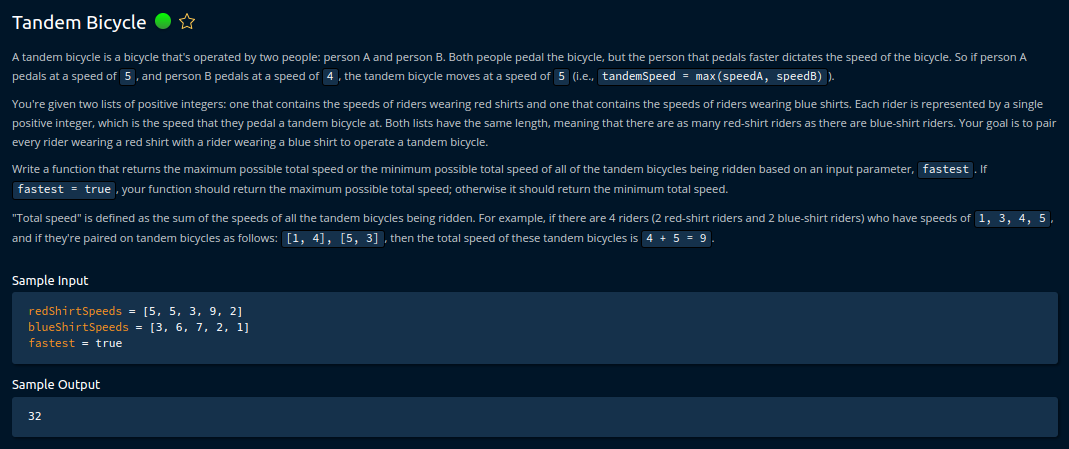 Tandem Bicycle
A tandem bicycle is a bicycle that's operated by two people: person A and person B. Both people pedal the bicycle, but the person that pedals faster dictates the speed of the bicycle. So if person A
pedals at a speed of 5, and person B pedals at a speed of 4, the tandem bicycle moves at a speed of 5 (i.e., tandemSpeed = max(speedA, speedB)).
You're given two lists of positive integers: one that contains the speeds of riders wearing red shirts and one that contains the speeds of riders wearing blue shirts. Each rider is represented by a single
positive integer, which is the speed that they pedal a tandem bicycle at. Both lists have the same length, meaning that there are as many red-shirt riders as there are blue-shirt riders. Your goal is to pair
every rider wearing a red shirt with a rider wearing a blue shirt to operate a tandem bicycle.
Write a function that returns the maximum possible total speed or the minimum possible total speed of all of the tandem bicycles being ridden based on an input parameter, fastest. If
fastest = true, your function should return the maximum possible total speed; otherwise it should return the minimum total speed.
"Total speed" is defined as the sum of the speeds of all the tandem bicycles being ridden. For example, if there are 4 riders (2 red-shirt riders and 2 blue-shirt riders) who have speeds of 1, 3, 4, 5,
and if they're paired on tandem bicycles as follows: [1, 4], [5, 3], then the total speed of these tandem bicycles is 4 + 5 = 9.
Sample Input
redShirtSpeeds = [5, 5, 3, 9, 2]
blueShirtSpeeds = [3, 6, 7, 2, 1]
fastest = true
Sample Output
32